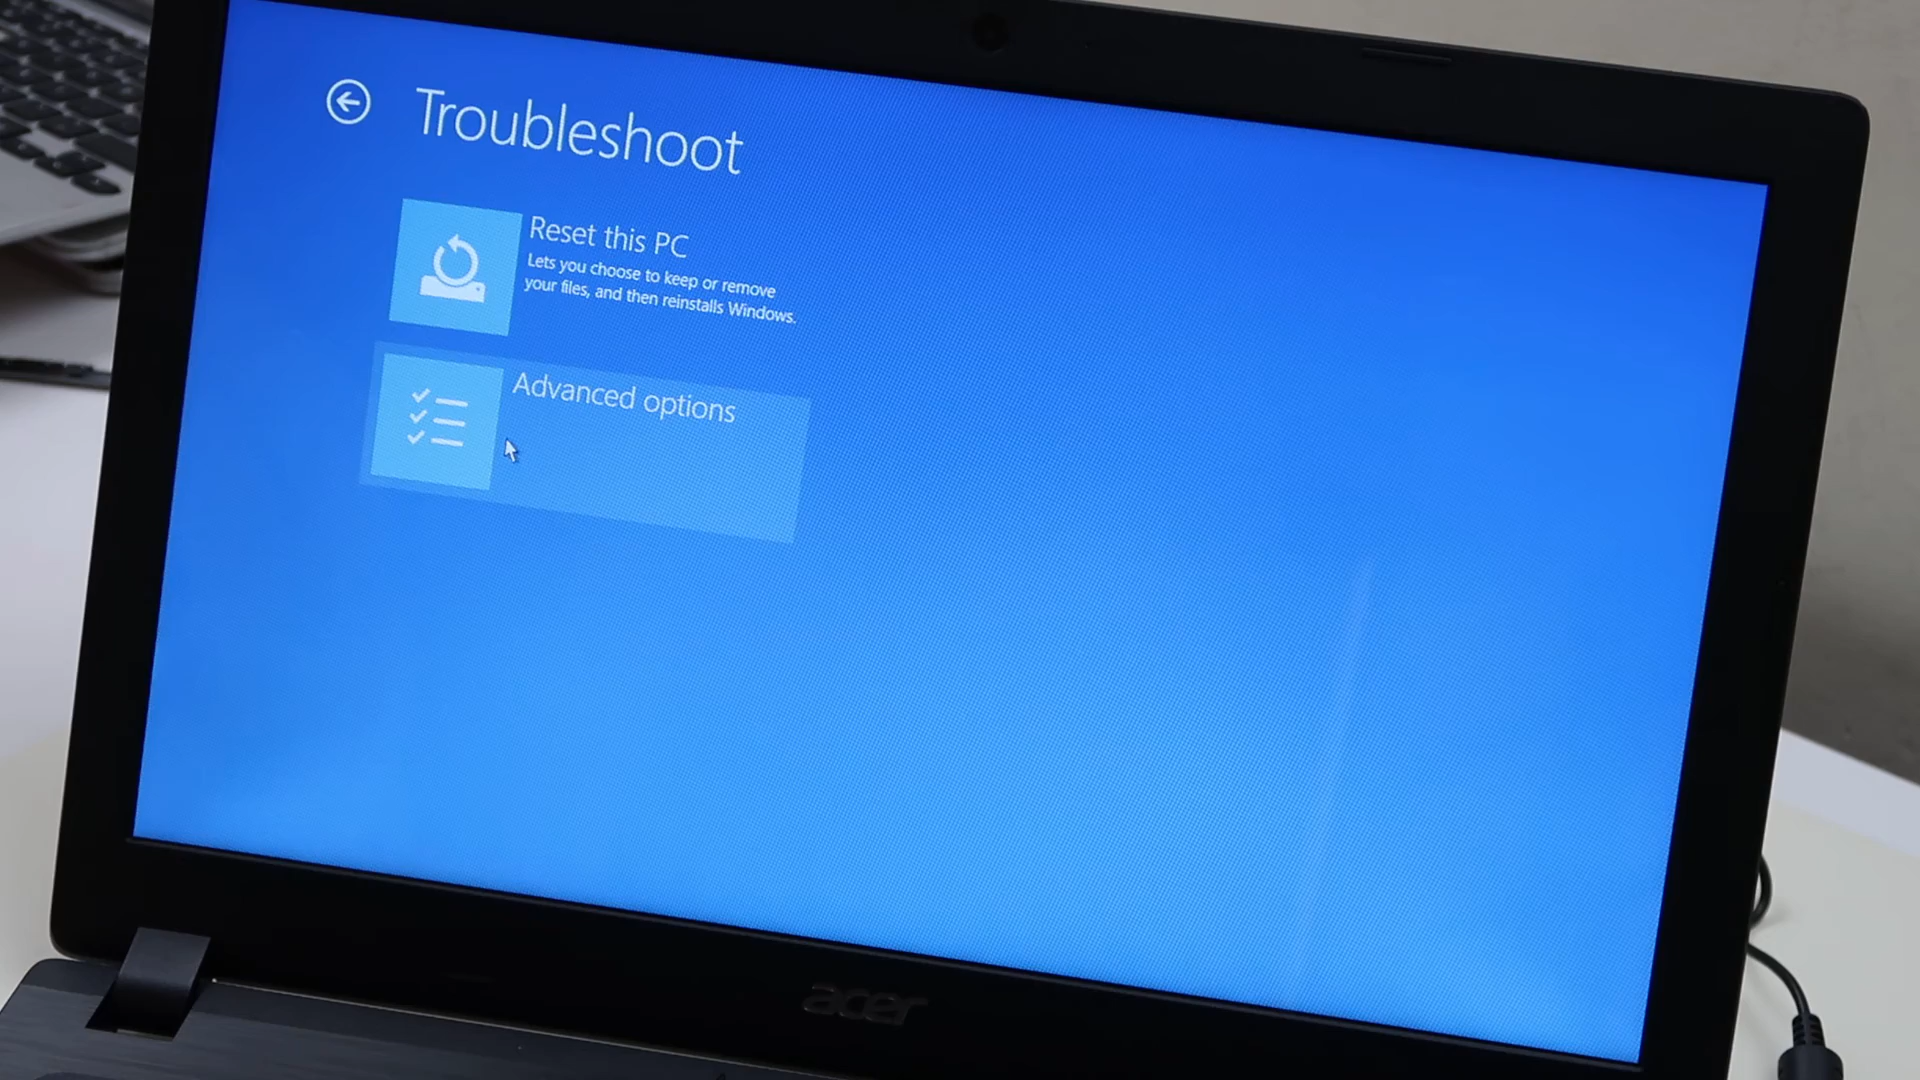 Troubleshoot
Reset this PC
Lets you choose to keep or remove
your files, and then reinstalls Windows.
Advanced options
acer